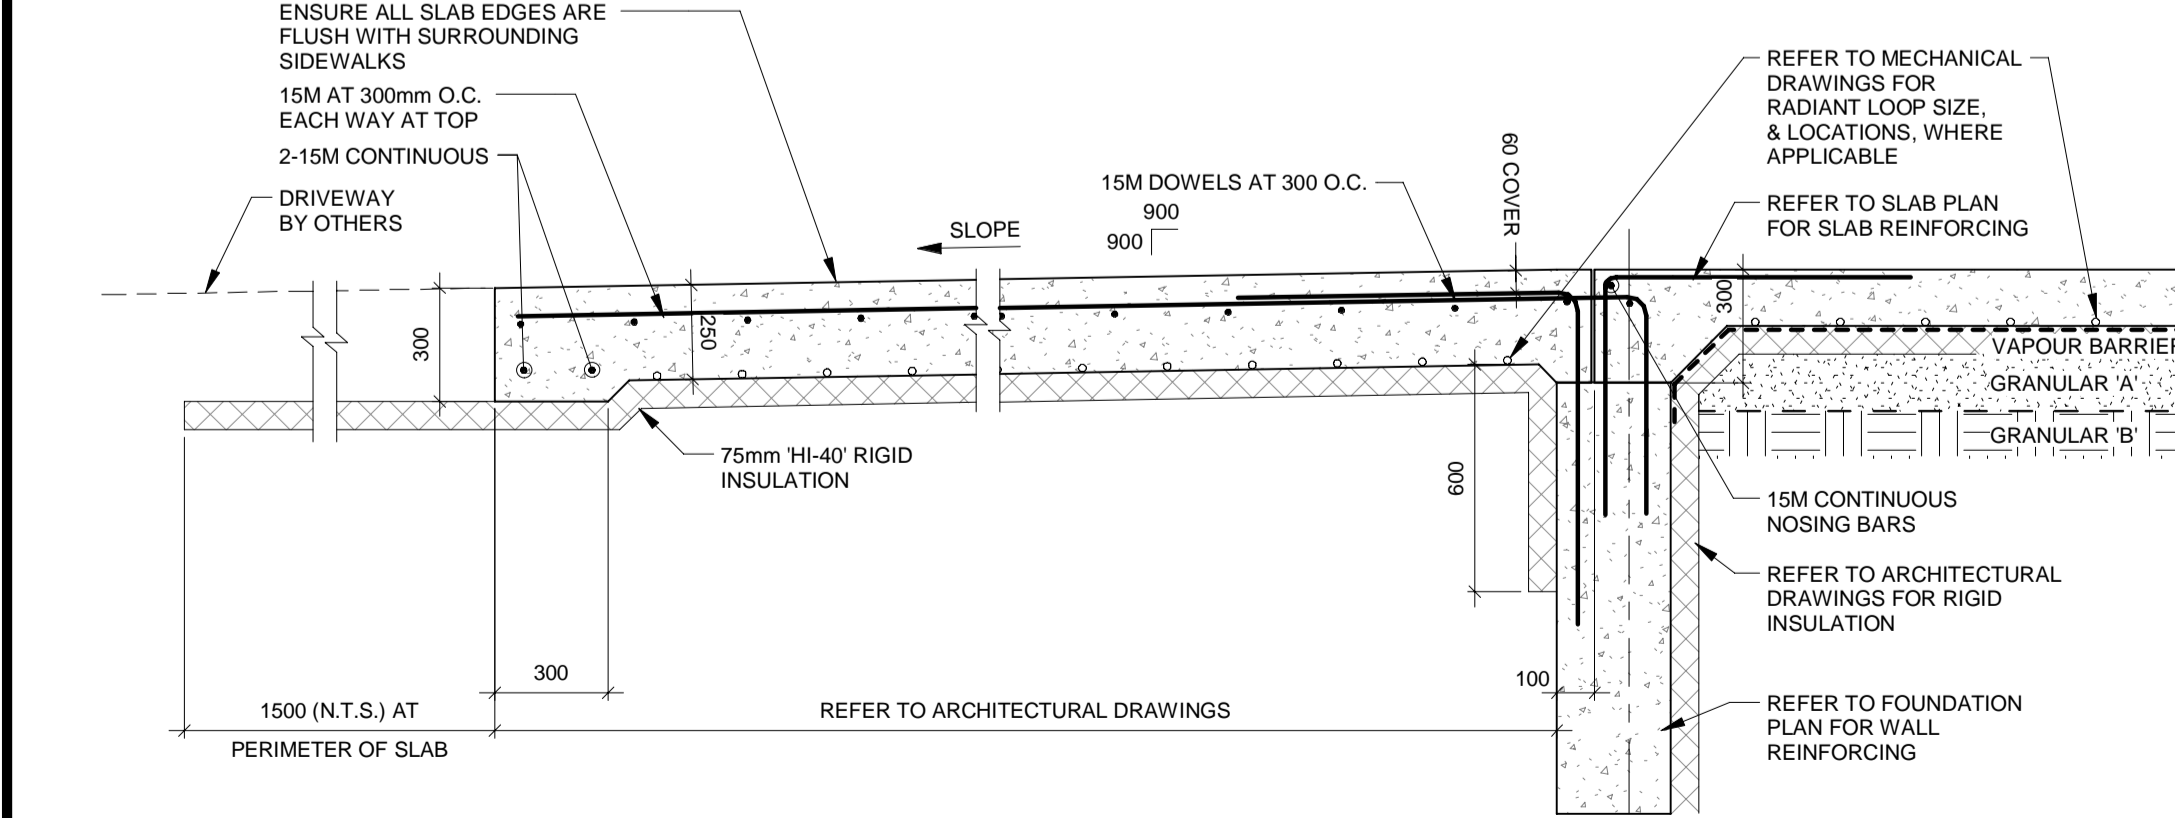 ENSURE ALL SLAB EDGES ARE
FLUSH WITH SURROUNDING
SIDEWALKS
15M AT 300mm O.C.
EACH WAY AT TOP
2-15M CONTINUOUS
DRIVEWAY
BY OTHERS
SLOPE
15M DOWELS AT 300 O.C.
900
900
60 COVER
REFER TO MECHANICAL
DRAWINGS FOR
RADIANT LOOP SIZE,
& LOCATIONS, WHERE
APPLICABLE
REFER TO SLAB PLAN
FOR SLAB REINFORCING
300
250
300
VAPOUR BARRIER
GRANULAR 'A'
GRANULAR 'B'
75mm 'HI-40' RIGID
INSULATION
600
15M CONTINUOUS
NOSING BARS
REFER TO ARCHITECTURAL
DRAWINGS FOR RIGID
INSULATION
300
100
1500 (N.T.S.) AT
PERIMETER OF SLAB
REFER TO ARCHITECTURAL DRAWINGS
REFER TO FOUNDATION
PLAN FOR WALL
REINFORCING